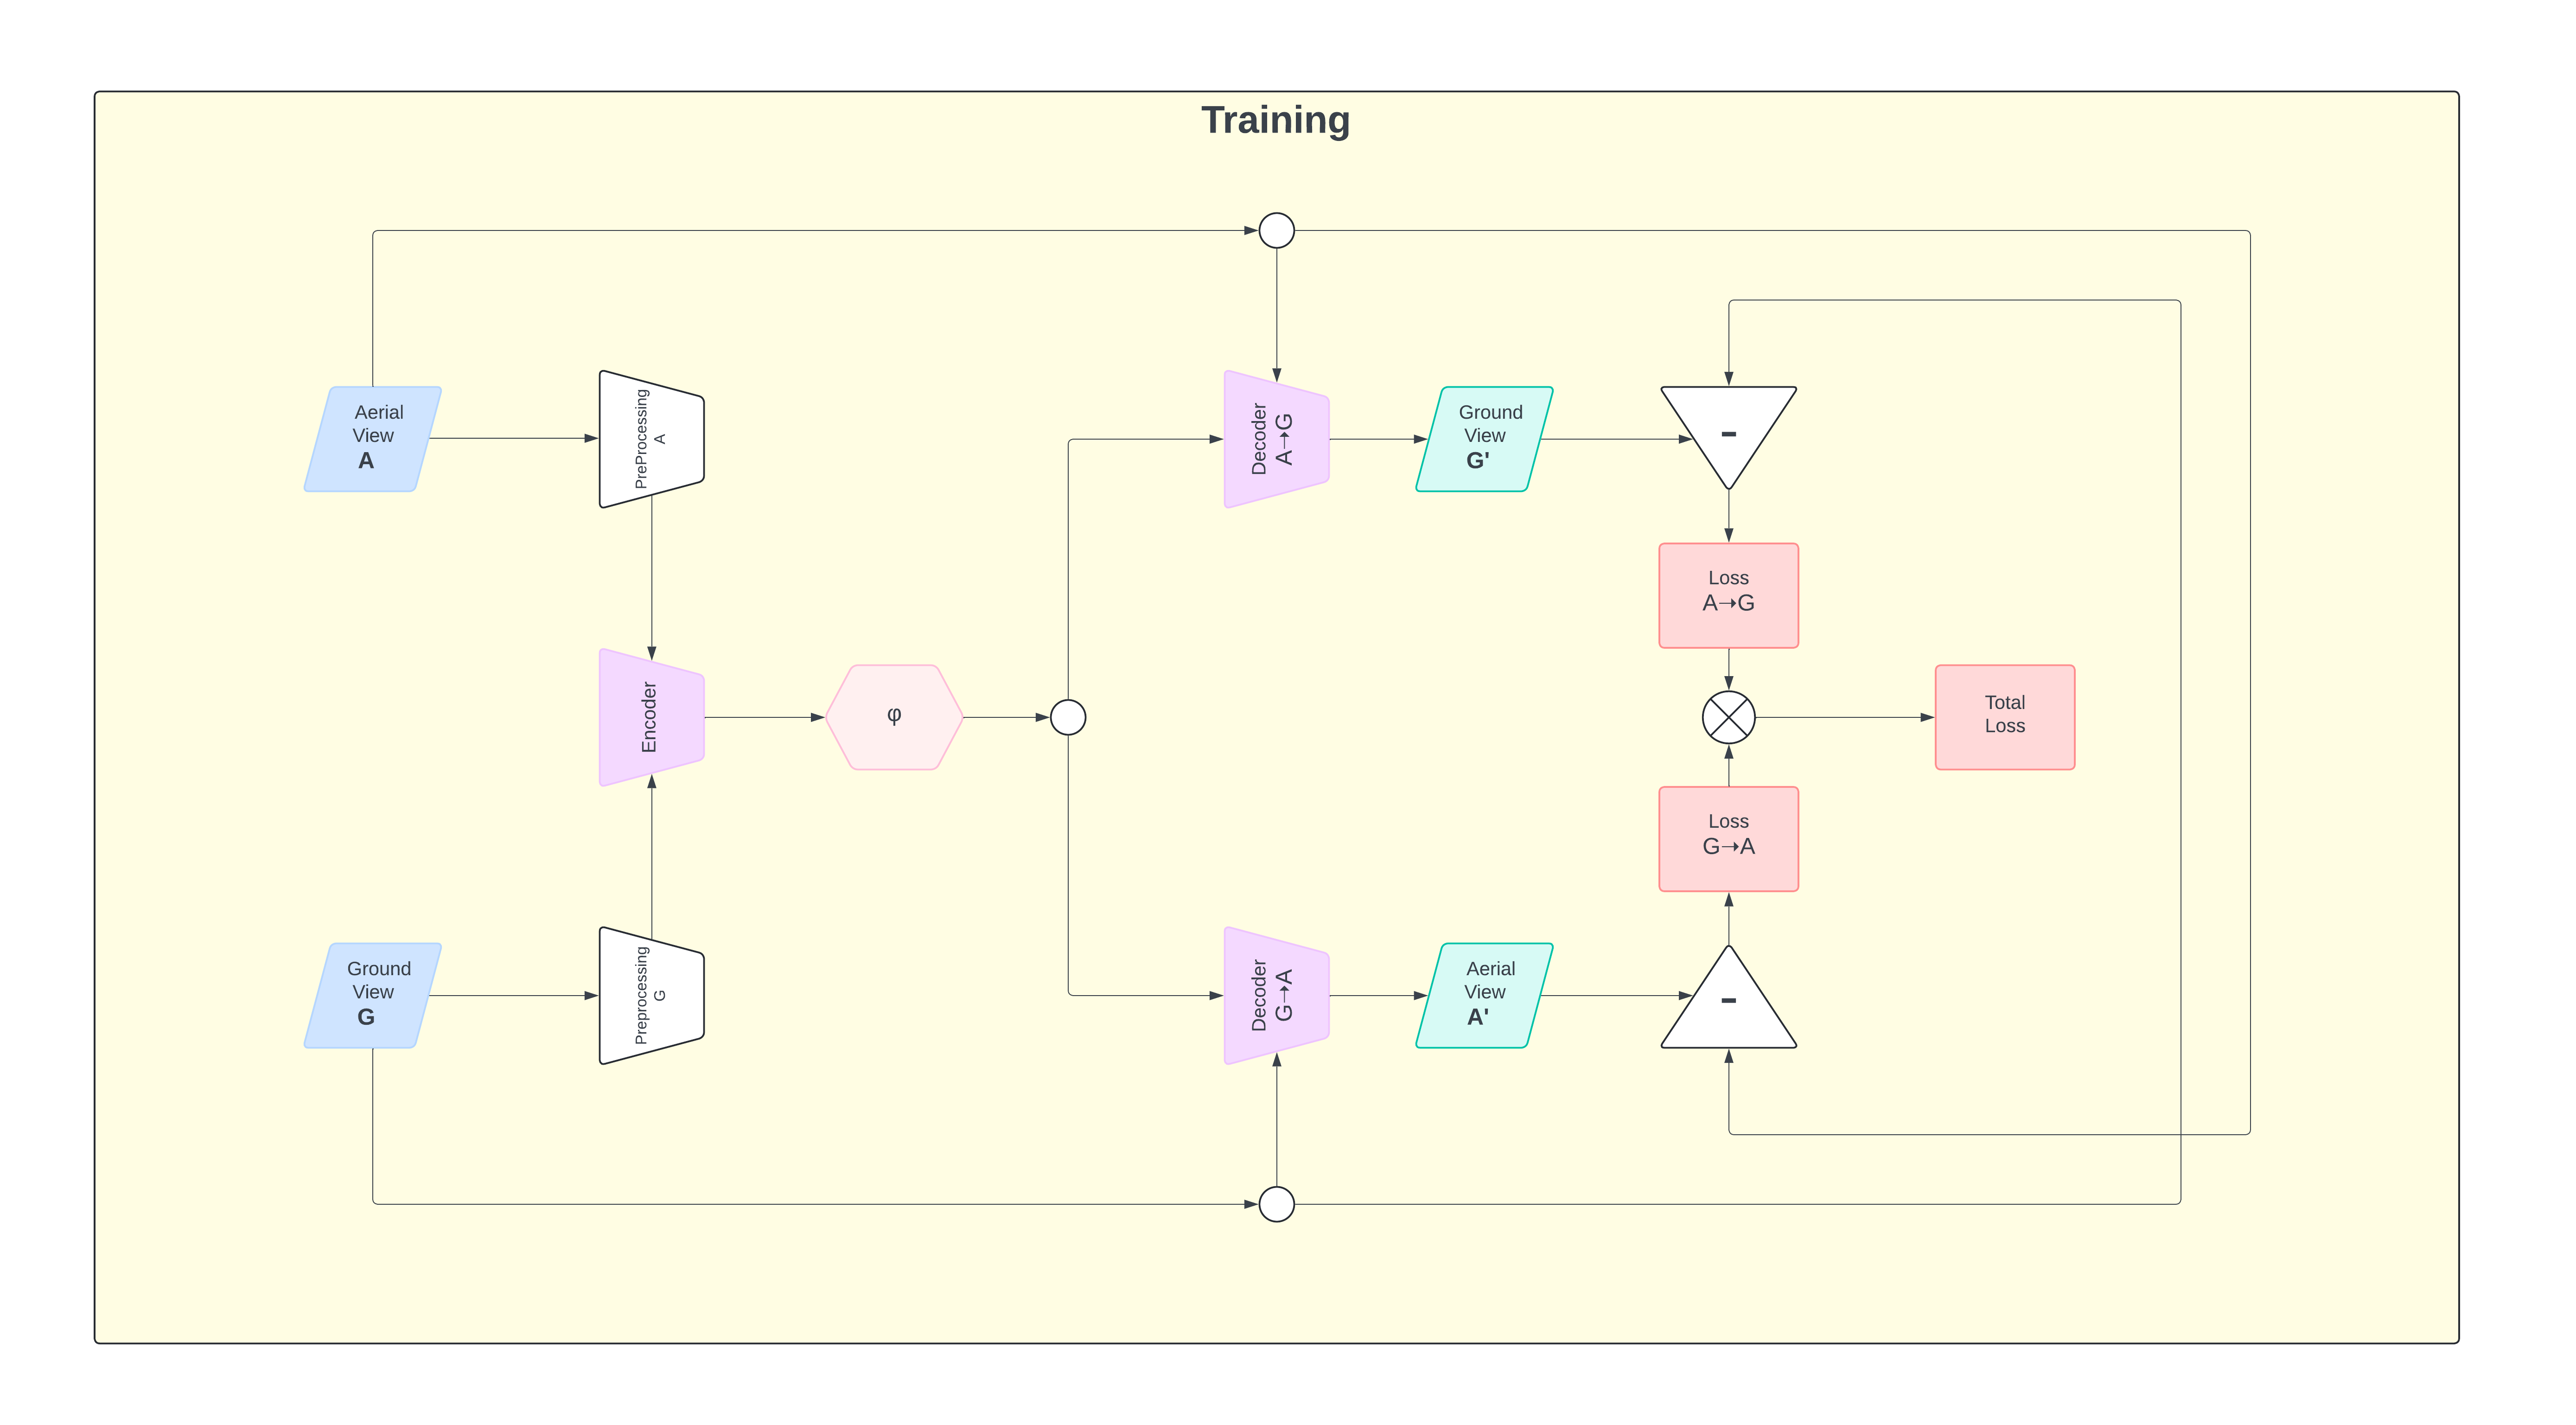 Training
Aerial
View
A
PreProcessing
A
Decoder
A→G
Ground
View
G'
-
Loss
A→G
Encoder
φ
Total
Loss
Loss
G→A
Ground
View
G
Preprocessing
G
Decoder
G→A
Aerial
View
A'
-